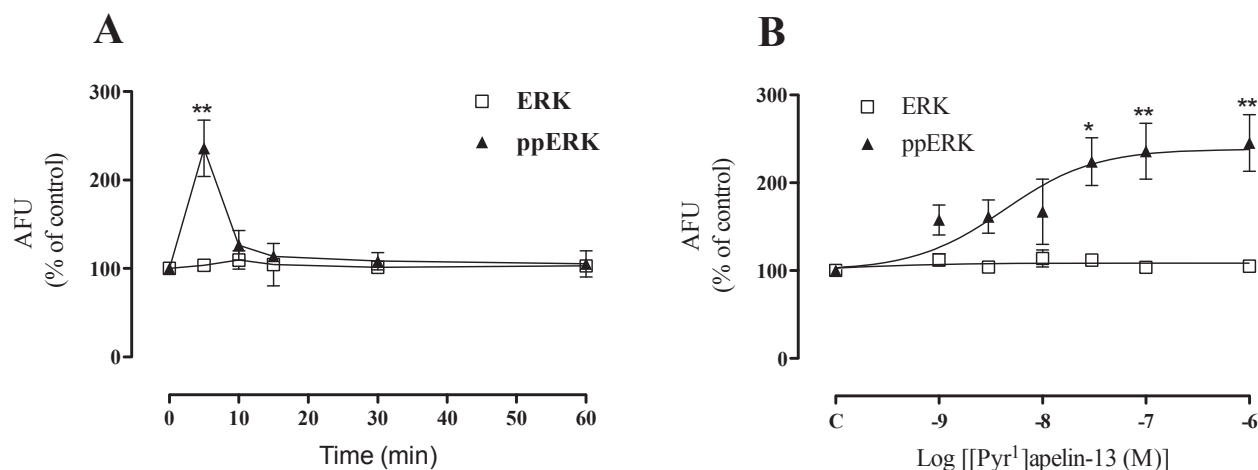 A
300
200
100
0
AFU
(% of control)
**
ERK
ppERK
0
10
20
30
40
50
60
Time (min)
B
300
200
100
0
AFU
(% of control)
ERK
ppERK
*
**
**
C
-9
-8
-7
-6
Log [[Pyr¹]apelin-13 (M)]